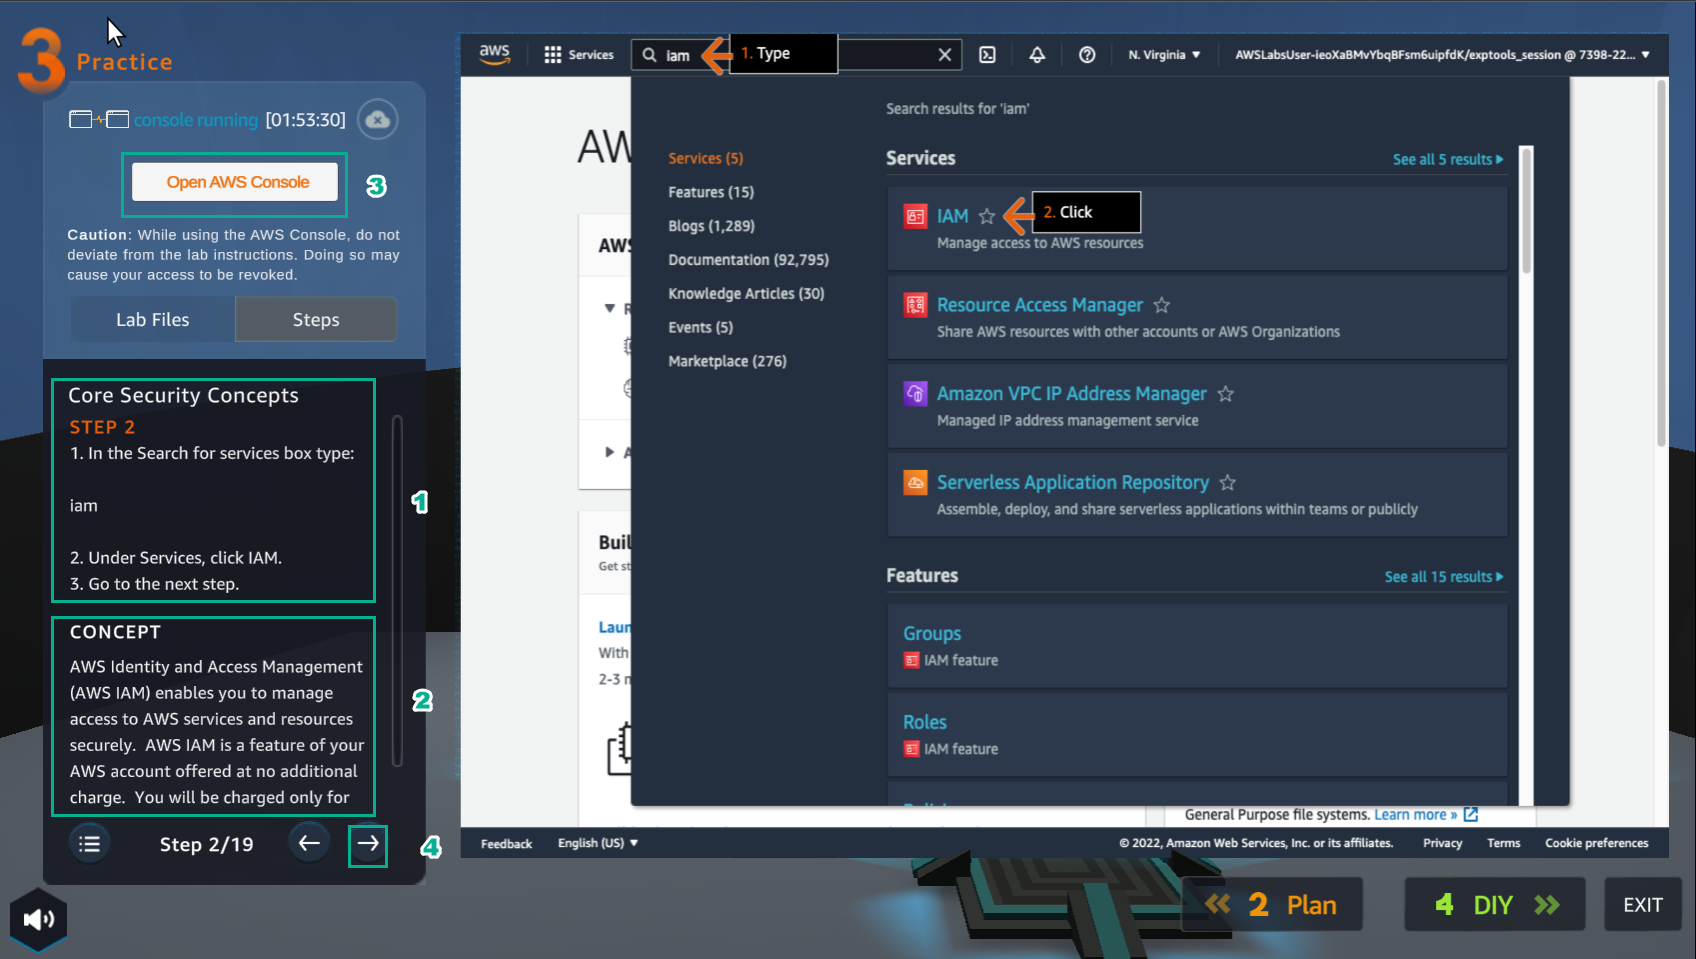 3 Practice
console running [01:53:30]
Open AWS Console
3
Caution: While using the AWS Console, do not
deviate from the lab instructions. Doing so may
cause your access to be revoked.
Lab Files
Steps
Core Security Concepts
STEP 2
1. In the Search for services box type:
iam
2. Under Services, click IAM.
3. Go to the next step.
1
CONCEPT
AWS Identity and Access Management
(AWS IAM) enables you to manage
access to AWS services and resources
securely. AWS IAM is a feature of your
AWS account offered at no additional
charge. You will be charged only for
2
Step 2/19
4
aws
Services
iam
1. Type
N. Virginia
AWSLabsUser-ieoXaBMvYbqBFsm6uipfdK/exptools_session @ 7398-22...
AW
AWS
R
A
Buil
Get st
Laun
With
2-3 m
Search results for 'iam'
Services (5)
Features (15)
Blogs (1,289)
Documentation (92,795)
Knowledge Articles (30)
Events (5)
Marketplace (276)
Services
See all 5 results
IAM
2. Click
Manage access to AWS resources
Resource Access Manager
Share AWS resources with other accounts or AWS Organizations
Amazon VPC IP Address Manager
Managed IP address management service
Serverless Application Repository
Assemble, deploy, and share serverless applications within teams or publicly
Features
See all 15 results
Groups
IAM feature
Roles
IAM feature
General Purpose file systems. Learn more »
Feedback
English (US)
© 2022, Amazon Web Services, Inc. or its affiliates.
Privacy
Terms
Cookie preferences
2 Plan
4 DIY
EXIT